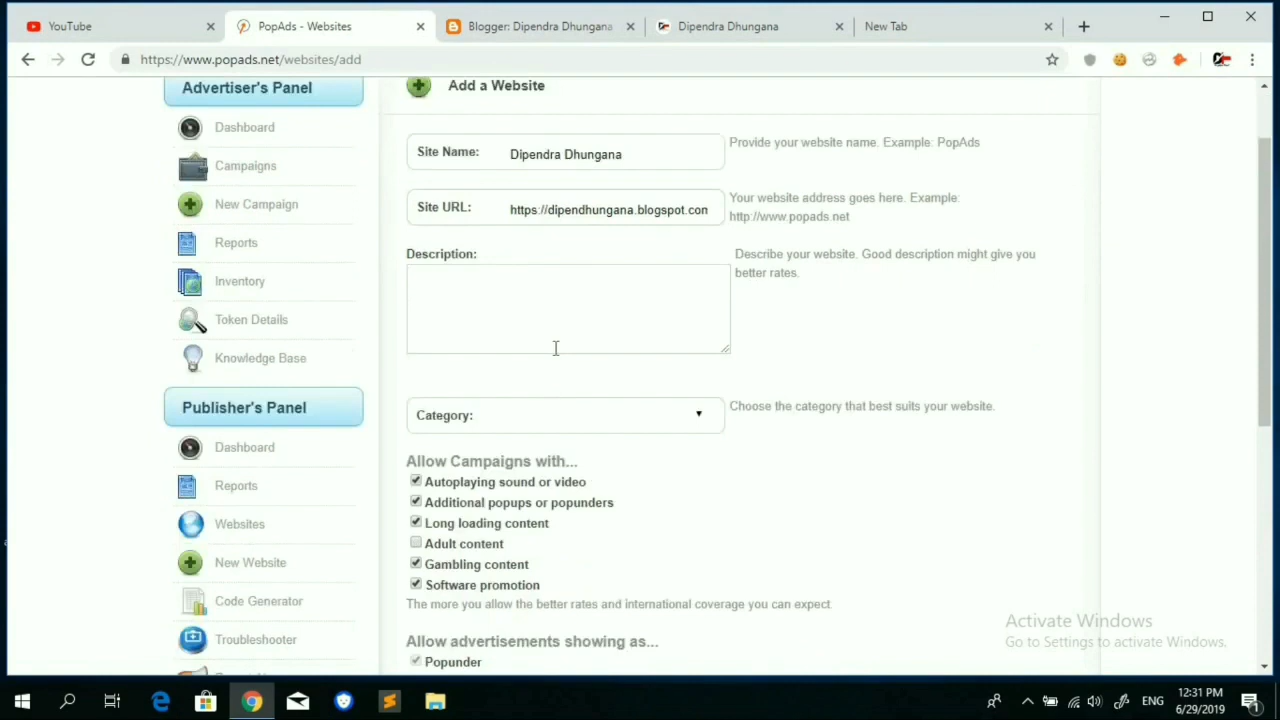 YouTube
PopAds - Websites
Blogger: Dipendra Dhungana
Dipendra Dhungana
New Tab
https://www.popads.net/websites/add
Advertiser's Panel
Dashboard
Campaigns
New Campaign
Reports
Inventory
Token Details
Knowledge Base
Publisher's Panel
Dashboard
Reports
Websites
New Website
Code Generator
Troubleshooter
Add a Website
Site Name: Dipendra Dhungana
Provide your website name. Example: PopAds
Site URL: https://dipendhungana.blogspot.con
Your website address goes here. Example:
http://www.popads.net
Description:
Describe your website. Good description might give you
better rates.
Category:
Choose the category that best suits your website.
Allow Campaigns with...
Autoplaying sound or video
Additional popups or popunders
Long loading content
Adult content
Gambling content
Software promotion
The more you allow the better rates and international coverage you can expect
Allow advertisements showing as...
Popunder
Activate Windows
Go to Settings to activate Windows.
ENG
12:31 PM
6/29/2019
1